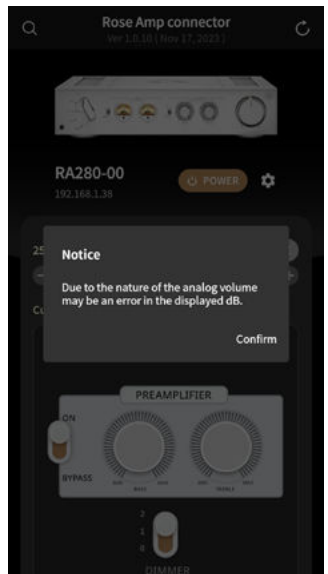 Rose Amp connector
Ver 1.0.10 ( Nov 17, 2023 )
RA280-00
POWER
192.168.1.38
25
Notice
Due to the nature of the analog volume
may be an error in the displayed dB.
Cu
Confirm
PREAMPLIFIER
ON
BYPASS
BASS
TREBLE
2
1
0
DIMMER